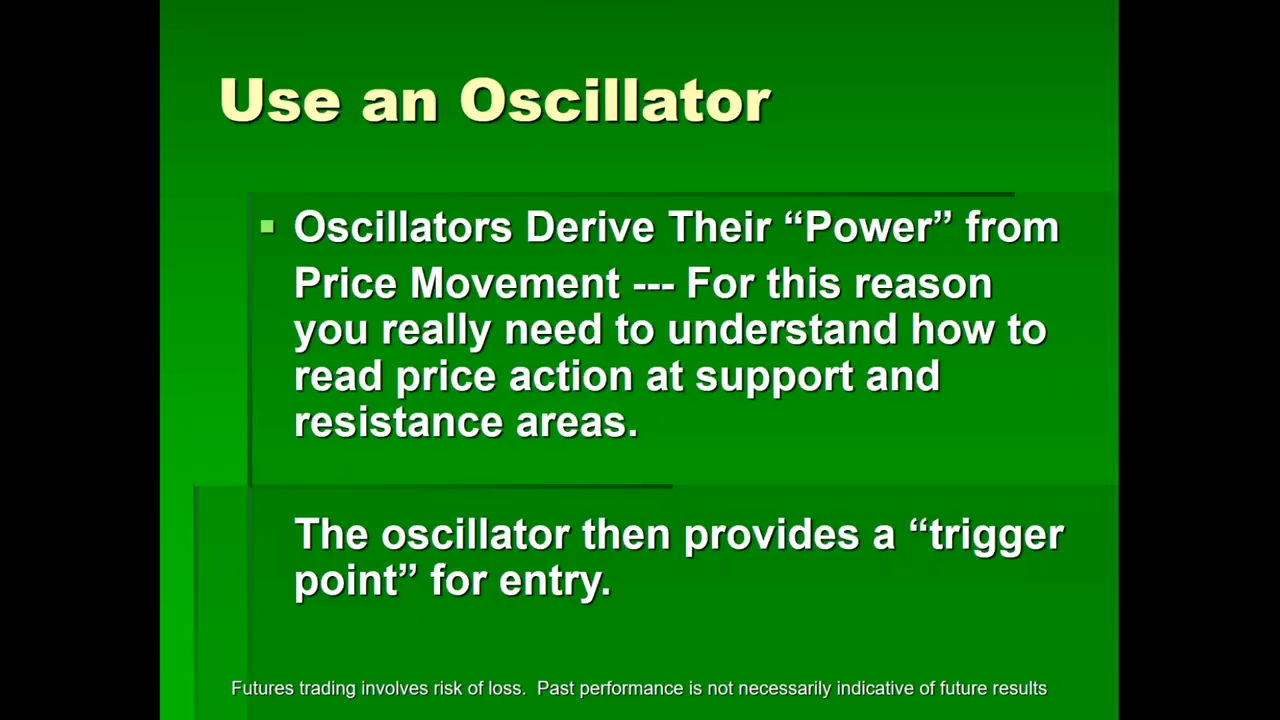 Use an Oscillator
Oscillators Derive Their “Power” from
Price Movement --- For this reason
you really need to understand how to
read price action at support and
resistance areas.
The oscillator then provides a “trigger
point” for entry.
Futures trading involves risk of loss.  Past performance is not necessarily indicative of future results